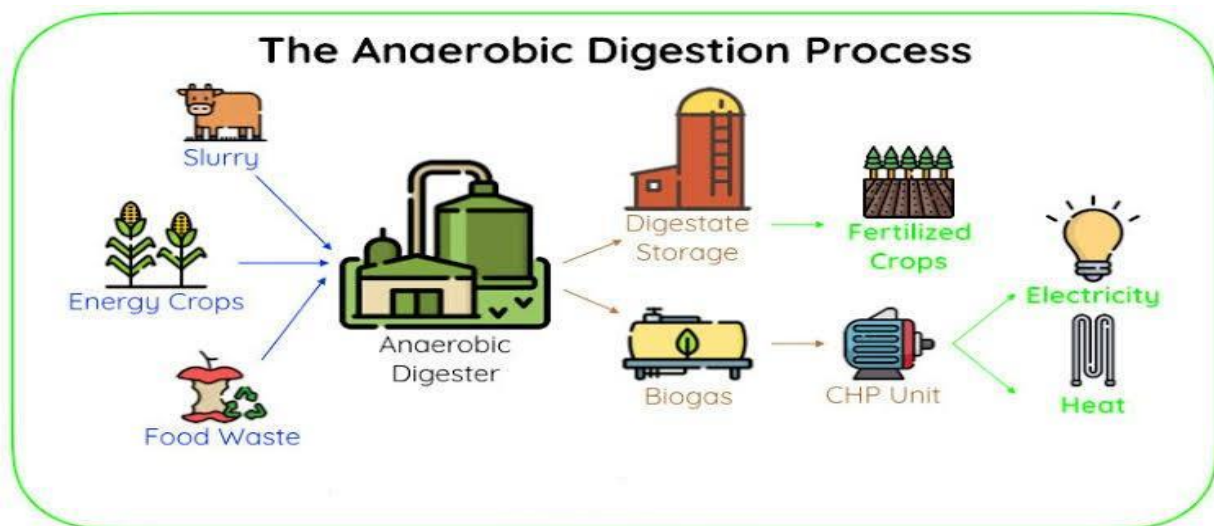 The Anaerobic Digestion Process
Slurry
Energy Crops
Food Waste
Anaerobic
Digester
Digestate
Storage
Biogas
Fertilized
Crops
CHP Unit
Electricity
Heat